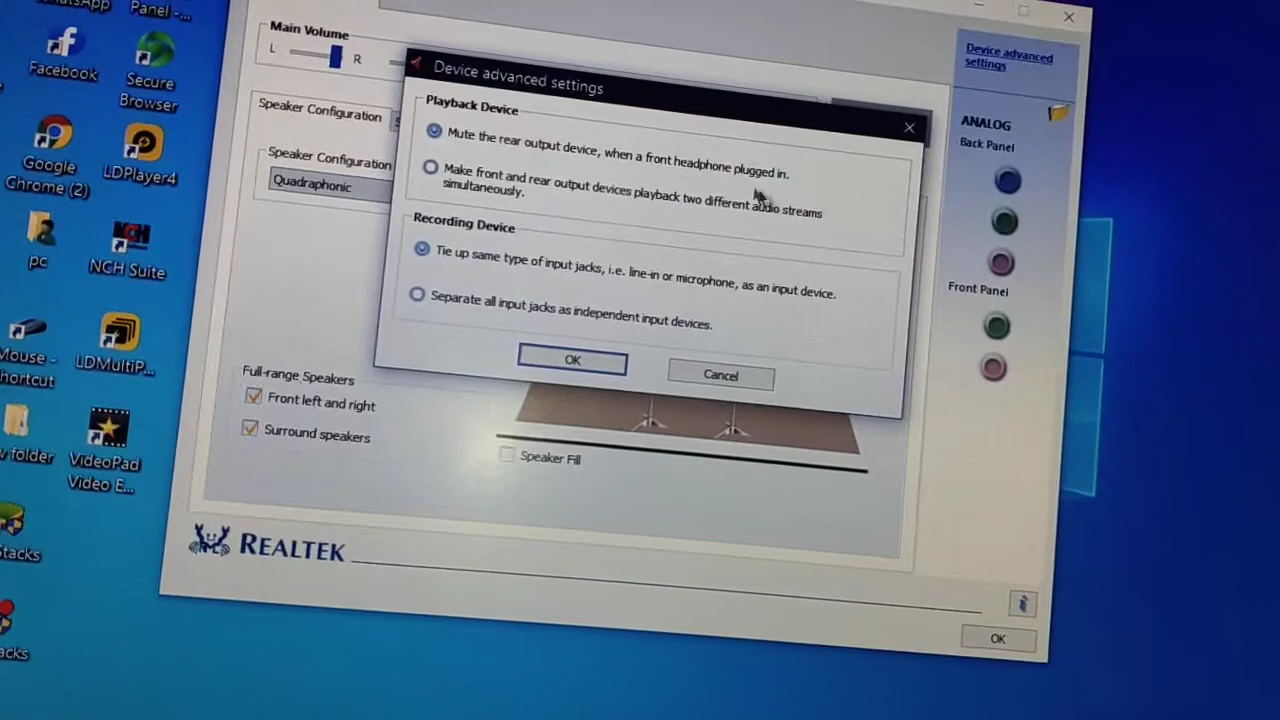 Panel -...
Facebook
Secure
Browser
Google
Chrome (2)
LDPlayer4
pc
NCH Suite
Mouse -
LDMultiP...
folder
VideoPad
Video E...
Main Volume
L
R
Speaker Configuration
Speaker Configuration
Quadraphonic
Device advanced settings
Playback Device
Mute the rear output device, when a front headphone plugged in.
Make front and rear output devices playback two different audio streams
simultaneously.
Recording Device
Tie up same type of input jacks, i.e. line-in or microphone, as an input device.
Separate all input jacks as independent input devices.
OK
Cancel
Full-range Speakers
Front left and right
Surround speakers
Speaker Fill
REALTEK
Device advanced
settings
ANALOG
Back Panel
Front Panel
i
OK